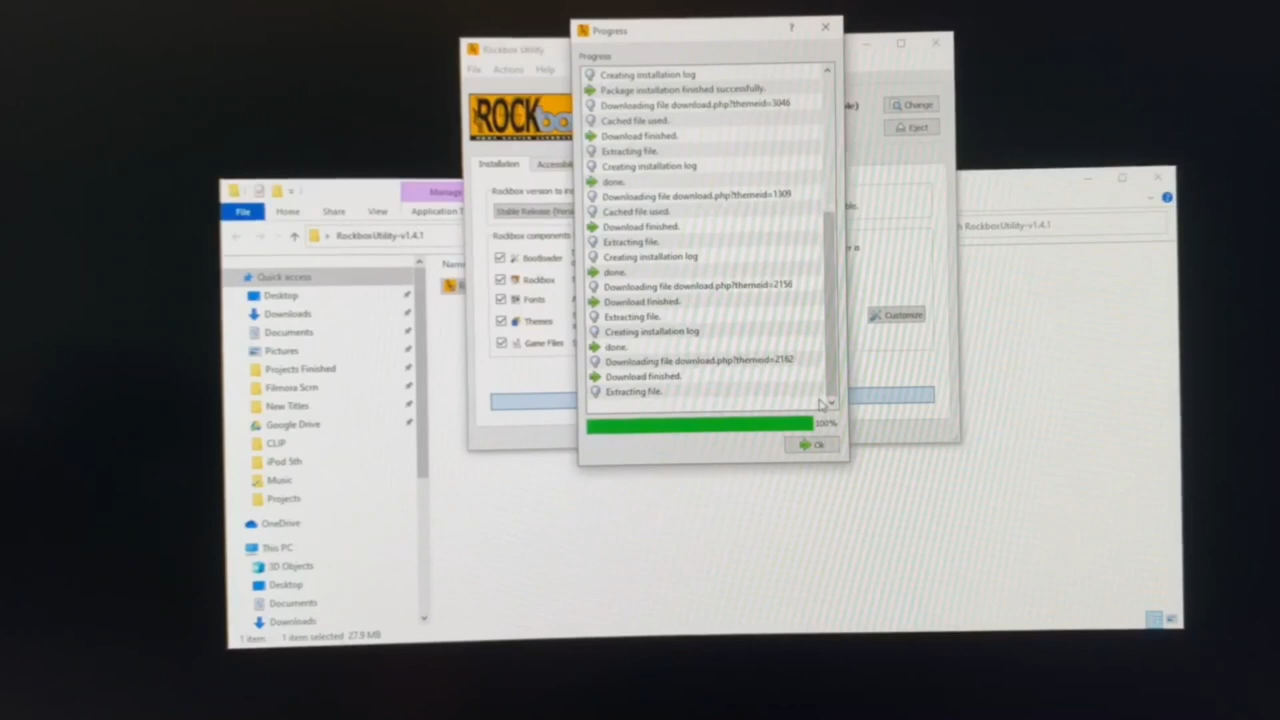 Progress
?
Rockbox Utility
File Actions Help
ROCK
Change
Eject
Installation
Rockbox version to
Stable Release
Rockbox components:
Bootloader
Rockbox
Fonts
Themes
Game Files
Customize
Progress
Creating installation log
Package installation finished successfully.
Downloading file download.php?themeid=3046
Cached file used.
Download finished.
Extracting file.
Creating installation log
done.
Downloading file download.php?themeid=1309
Cached file used.
Download finished.
Extracting file.
Creating installation log
done.
Downloading file download.php?themeid=2156
Download finished.
Extracting file.
Creating installation log
done.
Downloading file download.php?themeid=2182
Download finished.
Extracting file.
100%
Ok
Manage
File Home Share View Application
RockboxUtility-v1.4.1
RockboxUtility-v1.4.1
Quick access
Desktop
Downloads
Documents
Pictures
Projects Finished
Filmora Scrn
New Titles
Google Drive
CLIP
iPod 5th
Music
Projects
OneDrive
This PC
3D Objects
Desktop
Documents
Downloads
1 item 1 item selected 27.9 MB